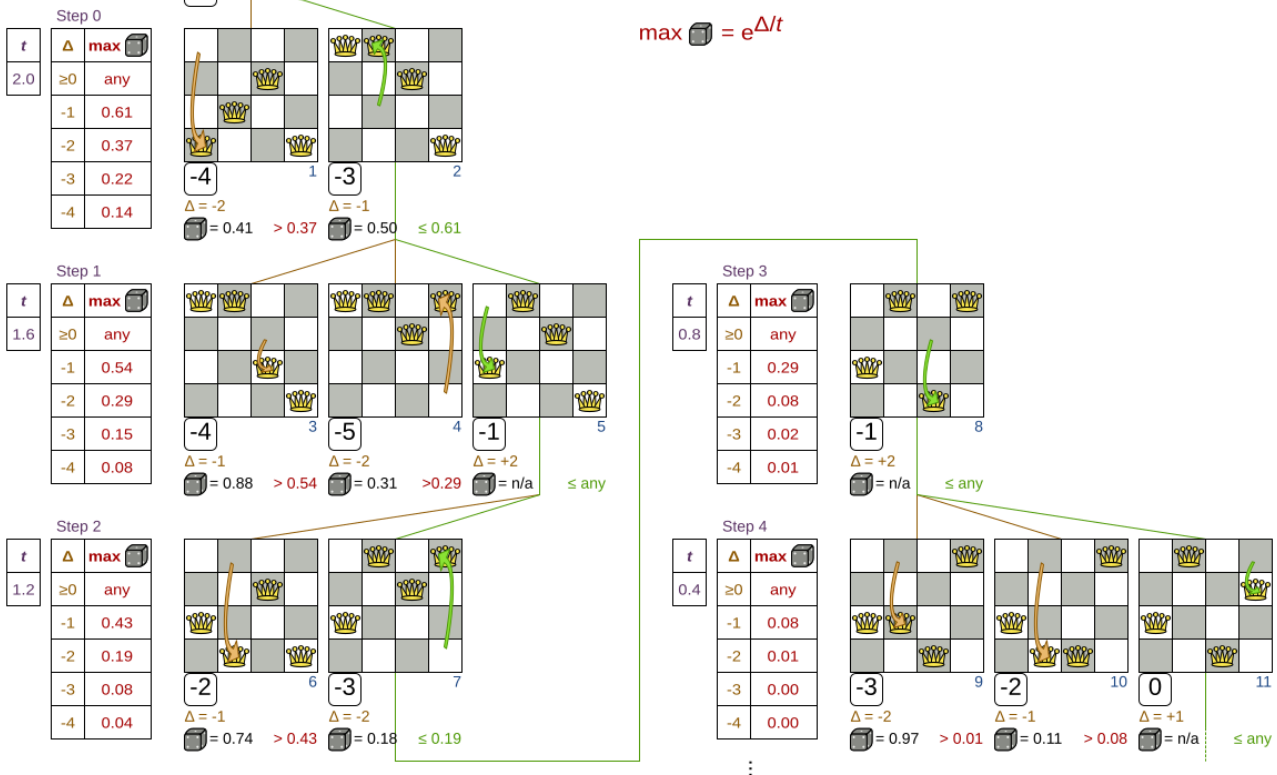 Step 0
max = e^Δ/t
t Δ max
2.0 ≥0 any
-1 0.61
-2 0.37
-3 0.22
-4 0.14
-4 1 -3 2
Δ = -2 Δ = -1
= 0.41 > 0.37 = 0.50 ≤ 0.61
Step 1
t Δ max
1.6 ≥0 any
-1 0.54
-2 0.29
-3 0.15
-4 0.08
-4 3 -5 4 -1 5
Δ = -1 Δ = -2 Δ = +2
= 0.88 > 0.54 = 0.31 >0.29 = n/a ≤ any
Step 2
t Δ max
1.2 ≥0 any
-1 0.43
-2 0.19
-3 0.08
-4 0.04
-2 6 -3 7
Δ = -1 Δ = -2
= 0.74 > 0.43 = 0.18 ≤ 0.19
Step 3
t Δ max
0.8 ≥0 any
-1 0.29
-2 0.08
-3 0.02
-4 0.01
-1 8
Δ = +2
= n/a ≤ any
Step 4
t Δ max
0.4 ≥0 any
-1 0.08
-2 0.01
-3 0.00
-4 0.00
-3 9 -2 10 0 11
Δ = -2 Δ = -1 Δ = +1
= 0.97 > 0.01 = 0.11 > 0.08 = n/a ≤ any
⋮